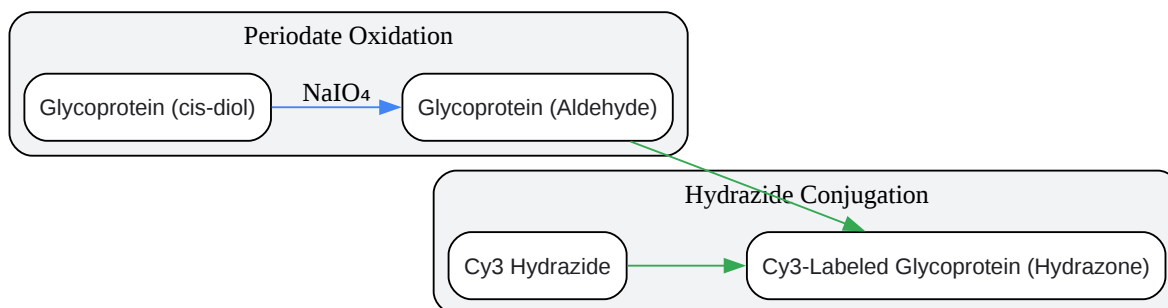 Periodate Oxidation
Glycoprotein (cis-diol)
NaIO₄
Glycoprotein (Aldehyde)
Hydrazide Conjugation
Cy3 Hydrazide
Cy3-Labeled Glycoprotein (Hydrazone)